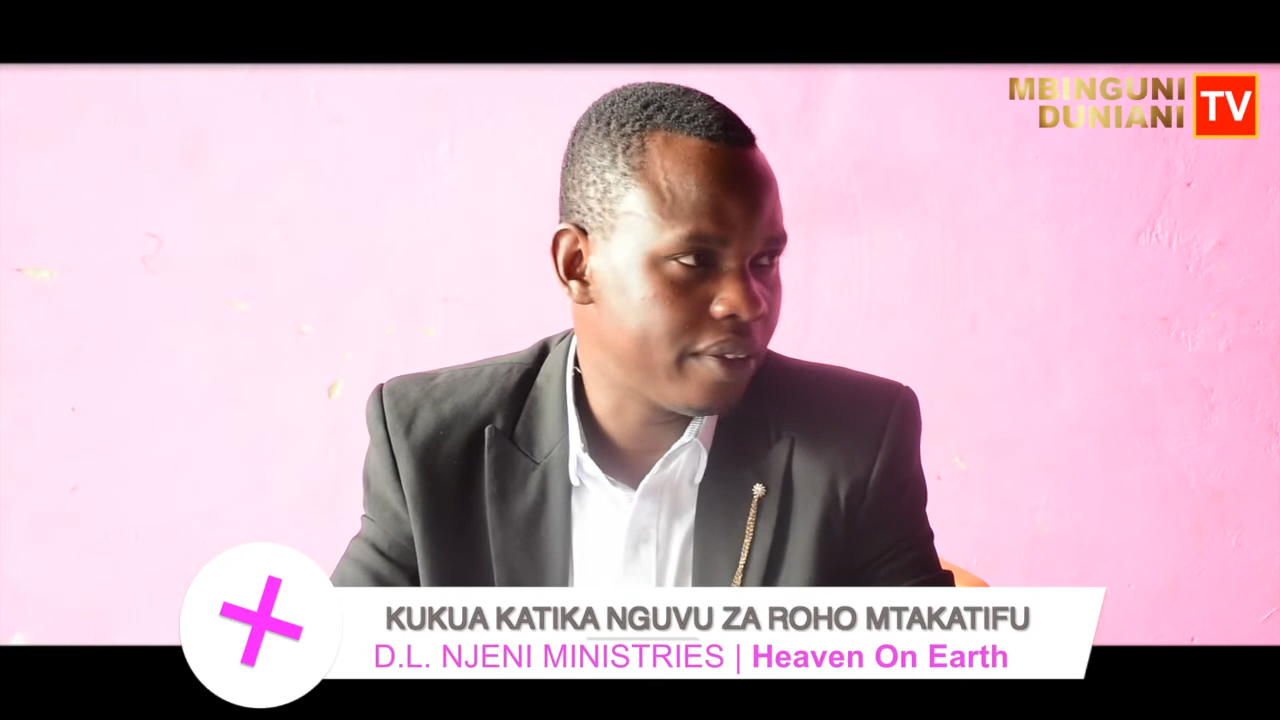 MBINGUNI
DUNIANI
TV
KUKUA KATIKA NGUVU ZA ROHO MTAKATIFU
D.L. NJENI MINISTRIES | Heaven On Earth